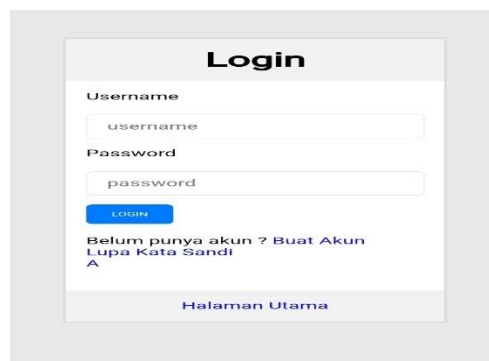 Login
Username
username
Password
password
LOGIN
Belum punya akun ? Buat Akun
Lupa Kata Sandi
A
Halaman Utama